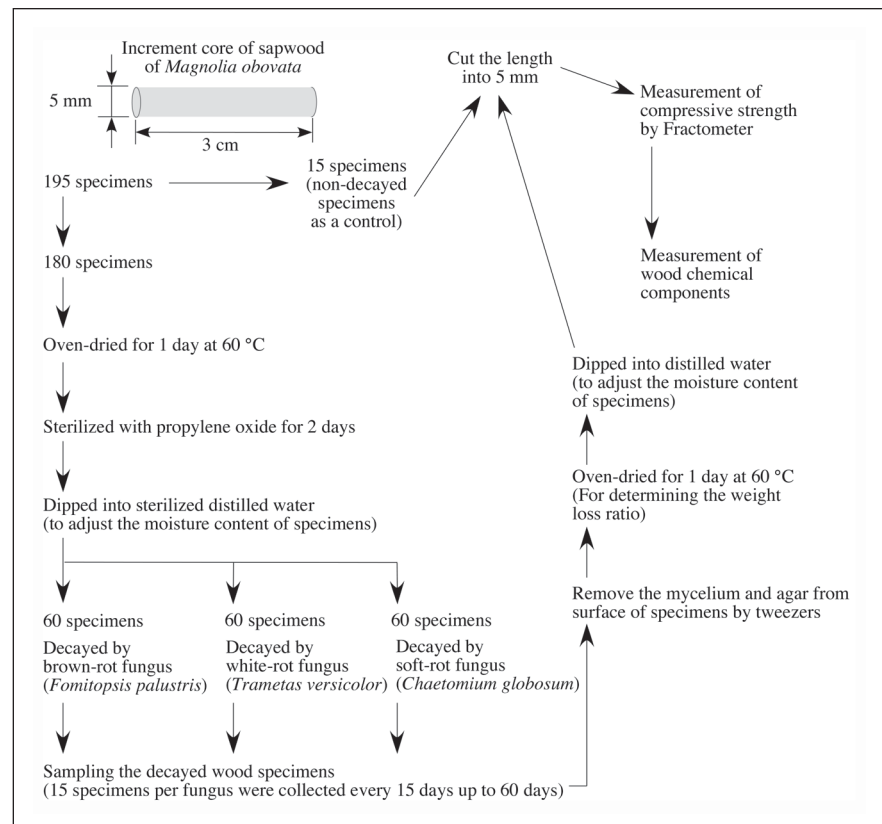 Increment core of sapwood
of Magnolia obovata
5 mm
3 cm
195 specimens
15 specimens
(non-decayed
specimens
as a control)
Cut the length
into 5 mm
Measurement of
compressive strength
by Fractometer
Measurement of
wood chemical
components
180 specimens
Oven-dried for 1 day at 60 °C
Sterilized with propylene oxide for 2 days
Dipped into sterilized distilled water
(to adjust the moisture content of specimens)
60 specimens
Decayed by
brown-rot fungus
(Fomitopsis palustris)
60 specimens
Decayed by
white-rot fungus
(Trametas versicolor)
60 specimens
Decayed by
soft-rot fungus
(Chaetomium globosum)
Sampling the decayed wood specimens
(15 specimens per fungus were collected every 15 days up to 60 days)
Remove the mycelium and agar from
surface of specimens by tweezers
Oven-dried for 1 day at 60 °C
(For determining the weight
loss ratio)
Dipped into distilled water
(to adjust the moisture content
of specimens)